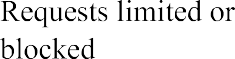 Requests limited or
blocked